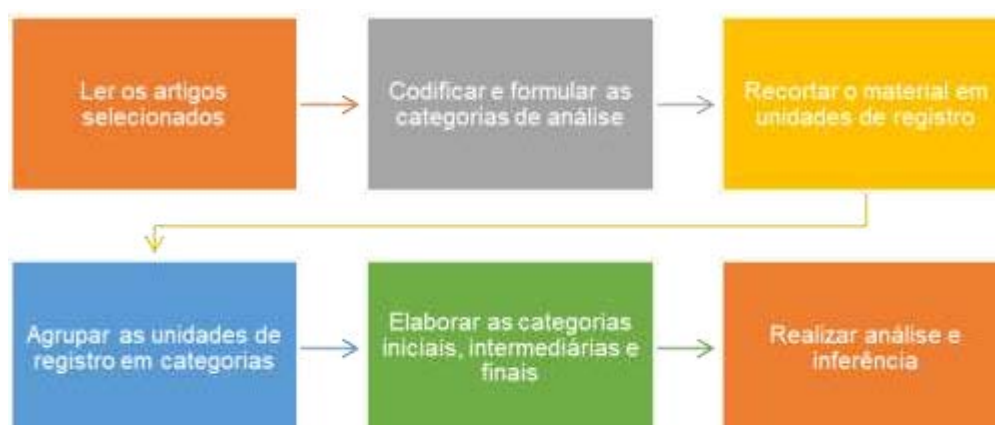 Ler os artigos
selecionados
Codificar e formular as
categorias de análise
Recortar o material em
unidades de registro
Agrupar as unidades de
registro em categorias
Elaborar as categorias
iniciais, intermediárias e
finais
Realizar análise e
inferência